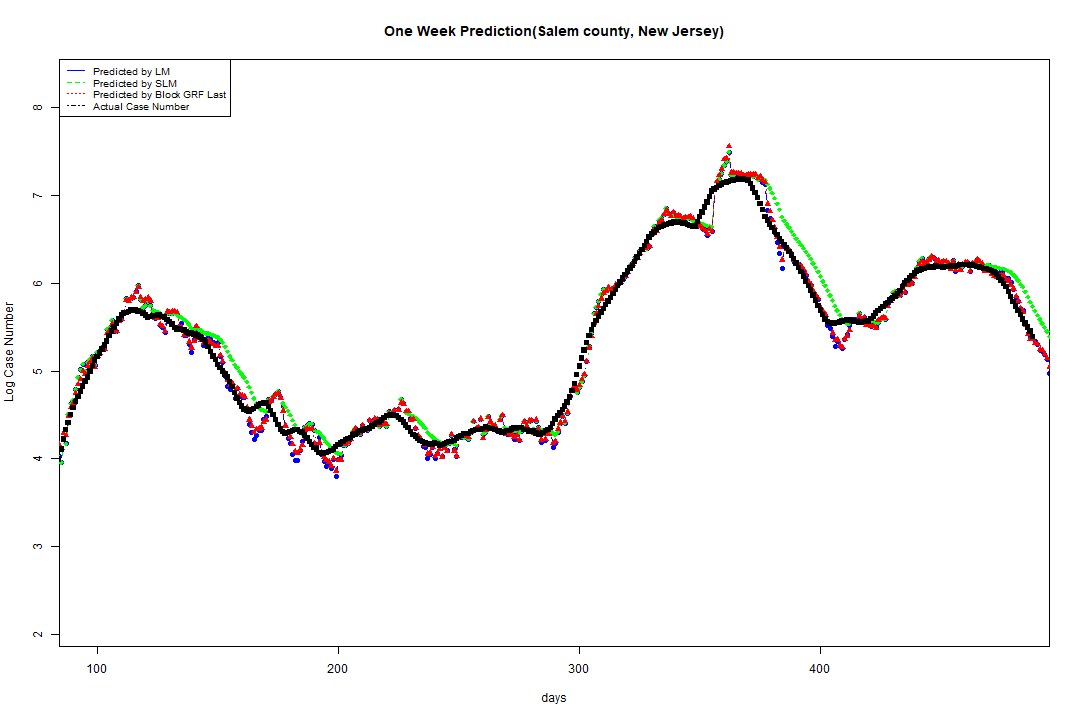 One Week Prediction(Salem county, New Jersey)
Predicted by LM
Predicted by SLM
Predicted by Block GRF Last
Actual Case Number
8
7
6
5
4
3
2
Log Case Number
100 200 300 400
days